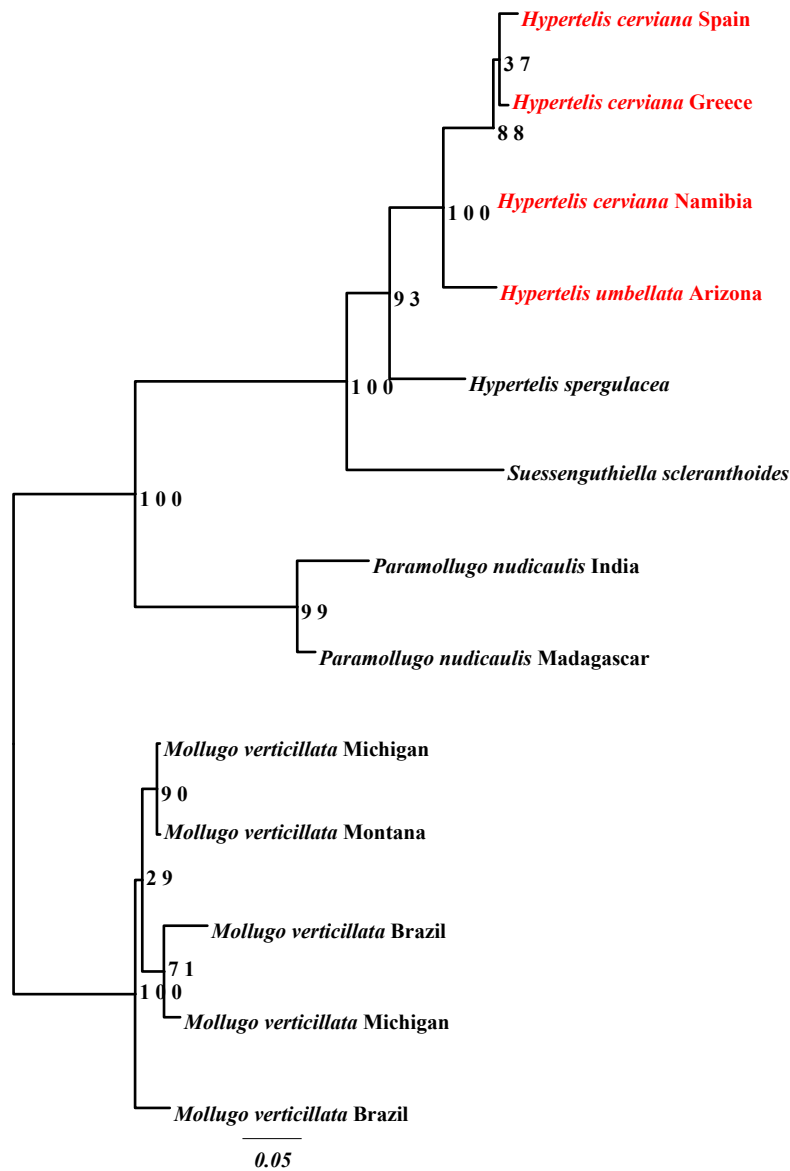 Hypertelis cerviana Spain
37
Hypertelis cerviana Greece
88
Hypertelis cerviana Namibia
100
Hypertelis umbellata Arizona
93
Hypertelis spergulacea
100
Suessenguthiella scleranthoides
100
Paramollugo nudicaulis India
99
Paramollugo nudicaulis Madagascar
Mollugo verticillata Michigan
90
Mollugo verticillata Montana
29
Mollugo verticillata Brazil
71
100
Mollugo verticillata Michigan
Mollugo verticillata Brazil
0.05